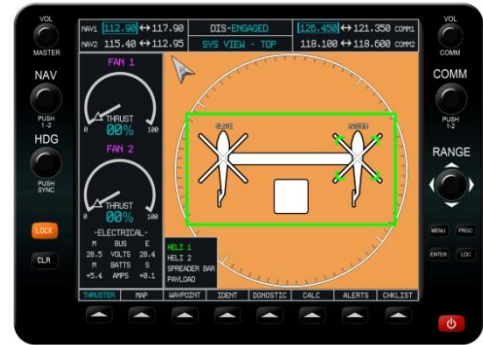 VOL
MASTER
NAV
PUSH
1-2
HDG
PUSH
SYNC
LOCK
CLR
NAV1 112.90 ↔ 117.90
NAV2 115.40 ↔ 112.95
DIS-ENGAGED
SYS VIEW - TOP
126.450 ↔ 121.350 COMM1
118.100 ↔ 118.600 COMM2
FAN 1
THRUST
0 00% 100
FAN 2
THRUST
0 00% 100
-ELECTRICAL-
M BUS E
28.5 VOLTS 28.4
M BATTS S
+5.4 AMPS +0.1
SLAVE
HELI 1
HELI 2
SPREADER BAR
PAYLOAD
THRUSTER MAP WAYPOINT IDENT DGNOSTIC CALC ALERTS CHKLIST
VOL
COMM
COMM
PUSH
1-2
RANGE
MENU PROC
ENTER LOC